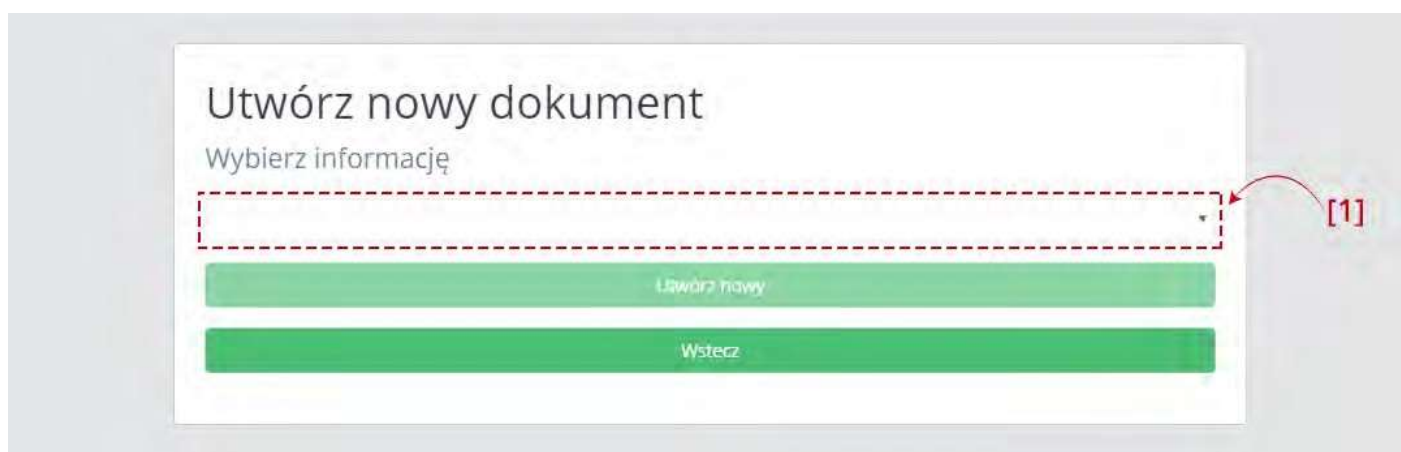 Utwórz nowy dokument
Wybierz informację
[1]
Utwórz nowy
Wstecz